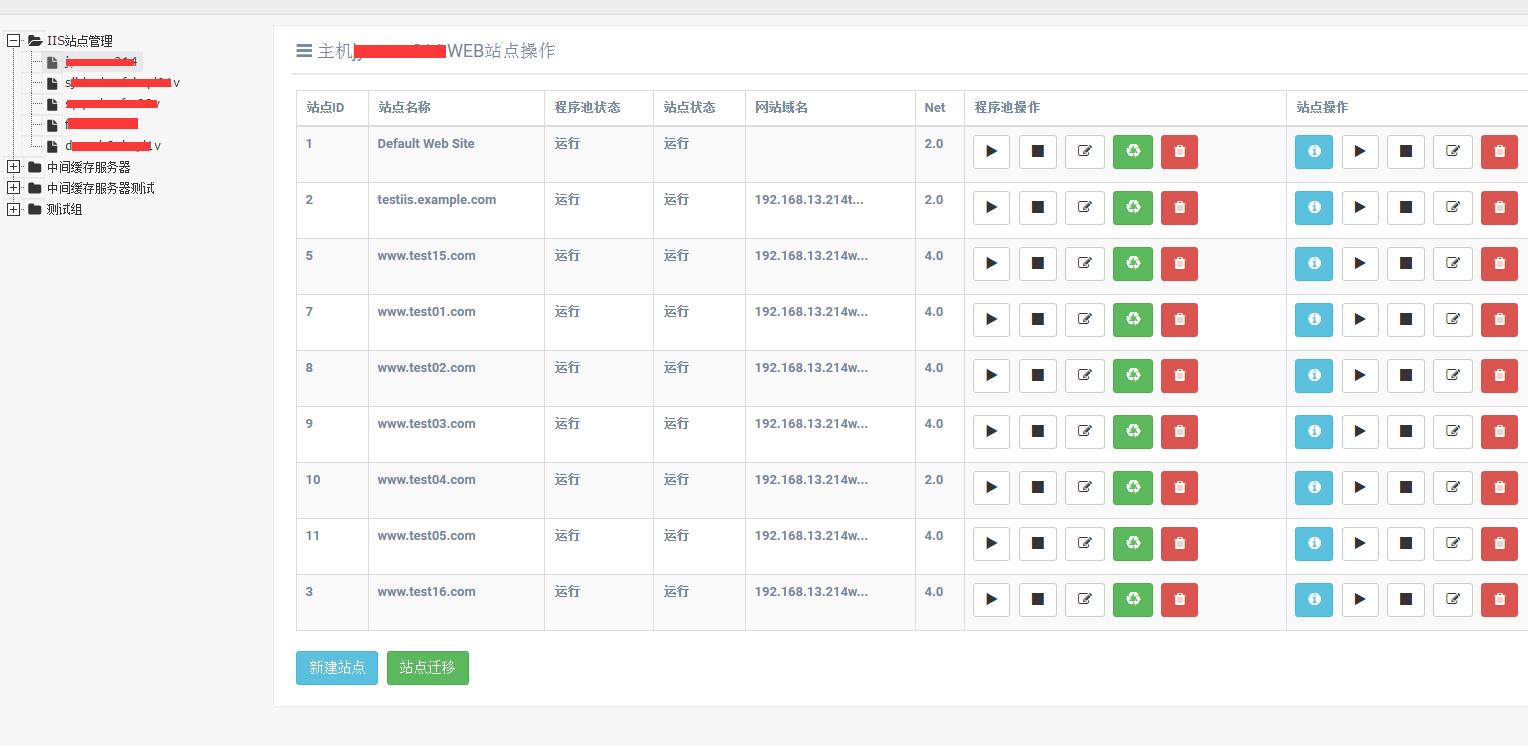 IIS站点管理
中间缓存服务器
中间缓存服务器测试
测试组
主机 WEB站点操作
站点ID 站点名称 程序池状态 站点状态 网站域名 Net 程序池操作 站点操作
1 Default Web Site 运行 运行 2.0
2 testiis.example.com 运行 运行 192.168.13.214t... 2.0
5 www.test15.com 运行 运行 192.168.13.214w... 4.0
7 www.test01.com 运行 运行 192.168.13.214w... 4.0
8 www.test02.com 运行 运行 192.168.13.214w... 4.0
9 www.test03.com 运行 运行 192.168.13.214w... 4.0
10 www.test04.com 运行 运行 192.168.13.214w... 2.0
11 www.test05.com 运行 运行 192.168.13.214w... 4.0
3 www.test16.com 运行 运行 192.168.13.214w... 4.0
新建站点 站点迁移